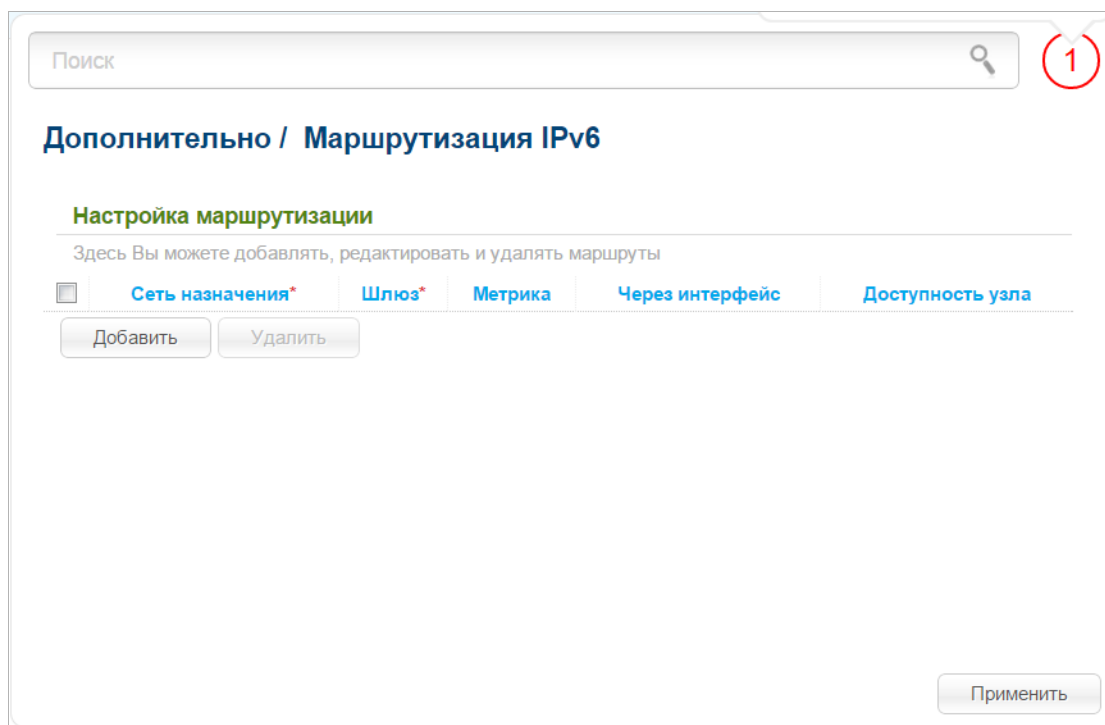 Поиск
1
Дополнительно / Маршрутизация IPv6
Настройка маршрутизации
Здесь Вы можете добавлять, редактировать и удалять маршруты
Сеть назначения* Шлюз* Метрика Через интерфейс Доступность узла
Добавить Удалить
Применить